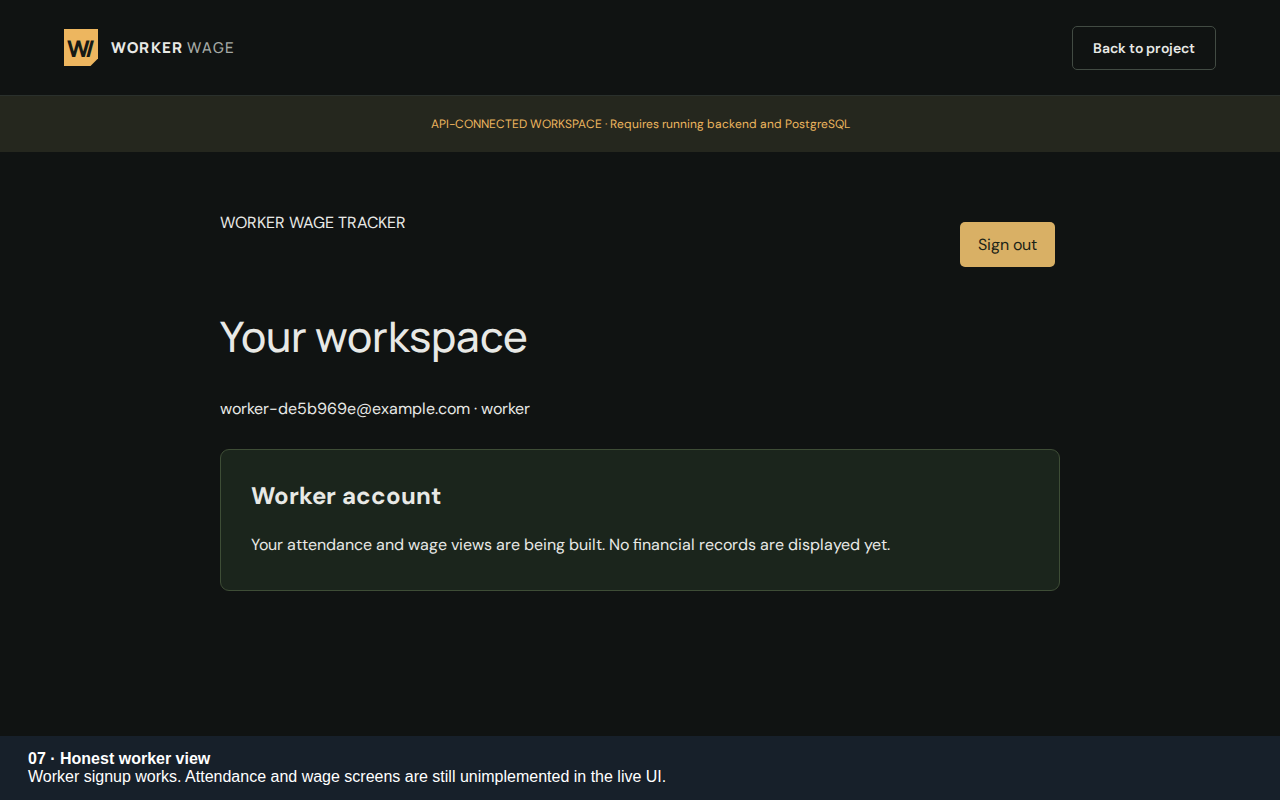 W/ WORKER WAGE
Back to project
API-CONNECTED WORKSPACE · Requires running backend and PostgreSQL
WORKER WAGE TRACKER
Sign out
Your workspace
worker-de5b969e@example.com · worker
Worker account
Your attendance and wage views are being built. No financial records are displayed yet.
07 · Honest worker view
Worker signup works. Attendance and wage screens are still unimplemented in the live UI.